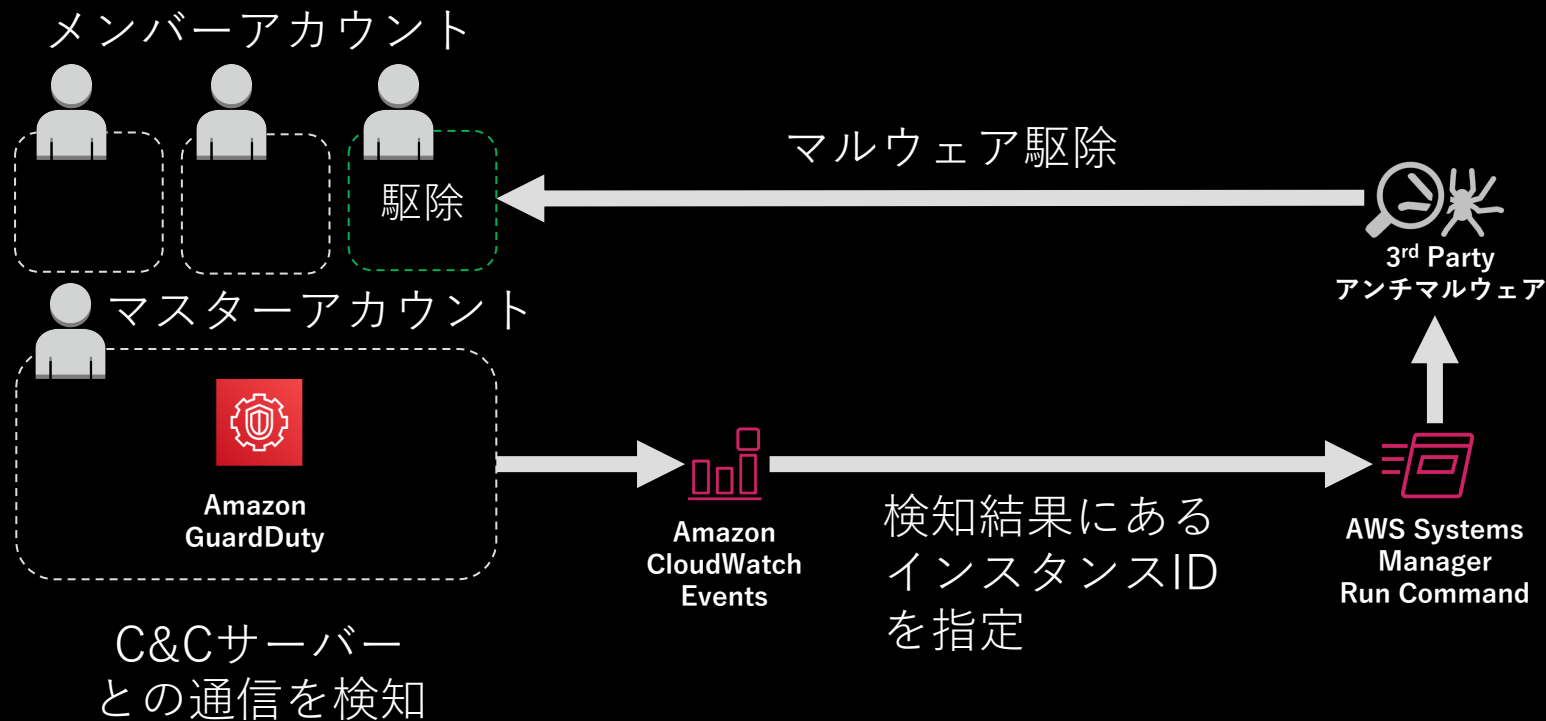 メンバーアカウント
マルウェア駆除
駆除
3rd Party
アンチマルウェア
マスターアカウント
Amazon
GuardDuty
Amazon
CloudWatch
Events
検知結果にある
インスタンスID
を指定
AWS Systems
Manager
Run Command
C&Cサーバー
との通信を検知